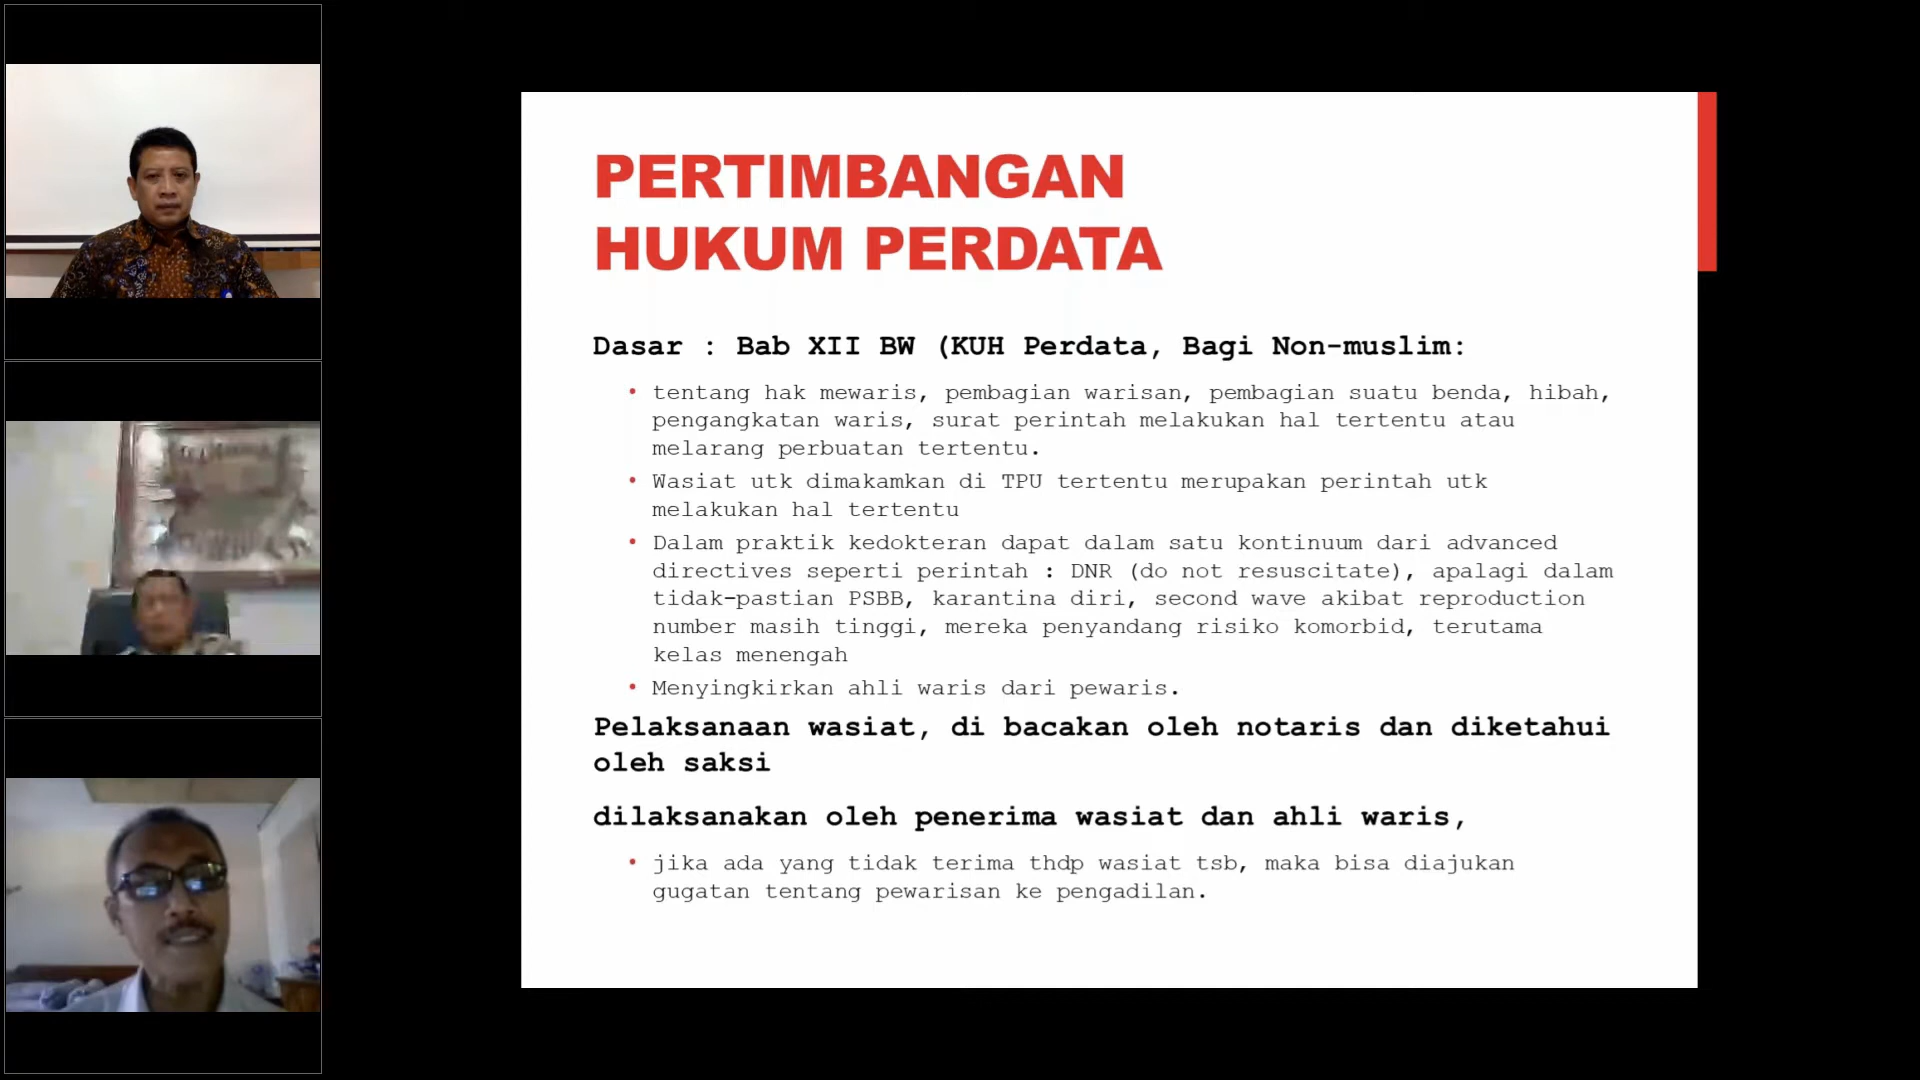 PERTIMBANGAN
HUKUM PERDATA
Dasar : Bab XII BW (KUH Perdata, Bagi Non-muslim:
• tentang hak mewaris, pembagian warisan, pembagian suatu benda, hibah,
pengangkatan waris, surat perintah melakukan hal tertentu atau
melarang perbuatan tertentu.
• Wasiat utk dimakamkan di TPU tertentu merupakan perintah utk
melakukan hal tertentu
• Dalam praktik kedokteran dapat dalam satu kontinuum dari advanced
directives seperti perintah : DNR (do not resuscitate), apalagi dalam
tidak-pastian PSBB, karantina diri, second wave akibat reproduction
number masih tinggi, mereka penyandang risiko komorbid, terutama
kelas menengah
• Menyingkirkan ahli waris dari pewaris.
Pelaksanaan wasiat, di bacakan oleh notaris dan diketahui
oleh saksi
dilaksanakan oleh penerima wasiat dan ahli waris,
• jika ada yang tidak terima thdp wasiat tsb, maka bisa diajukan
gugatan tentang pewarisan ke pengadilan.